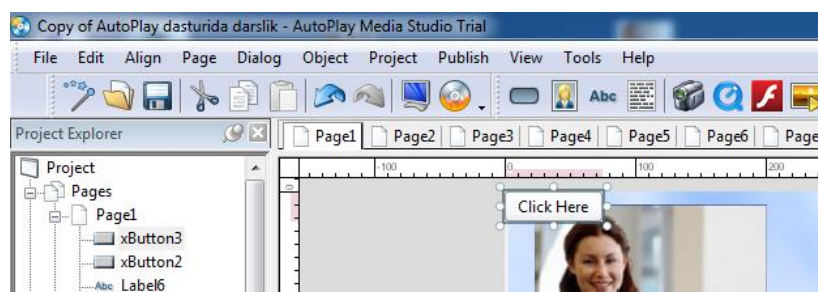 Copy of AutoPlay dasturida darslik - AutoPlay Media Studio Trial
File Edit Align Page Dialog Object Project Publish View Tools Help
Abc
Project Explorer
Page1 Page2 Page3 Page4 Page5 Page6 Page
-100 0 100 200
Project
Pages
Page1
xButton3
xButton2
Abc Label6
0
Click Here